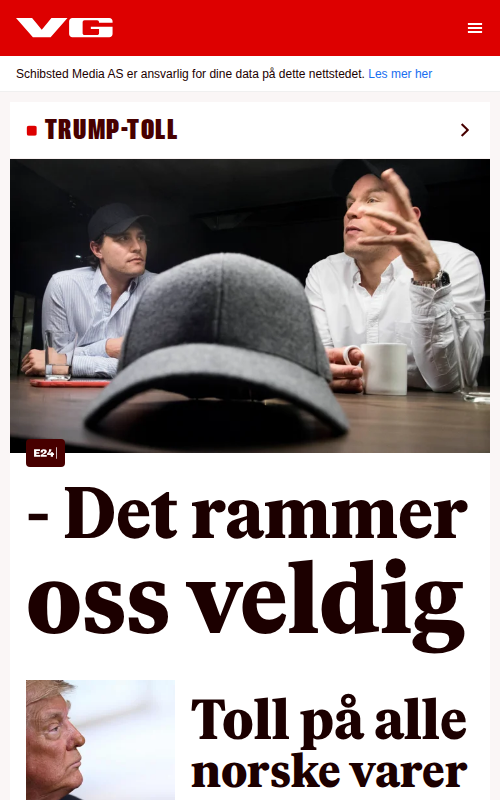 VG
Schibsted Media AS er ansvarlig for dine data på dette nettstedet. Les mer her
TRUMP-TOLL
E24
- Det rammer
oss veldig
Toll på alle
norske varer